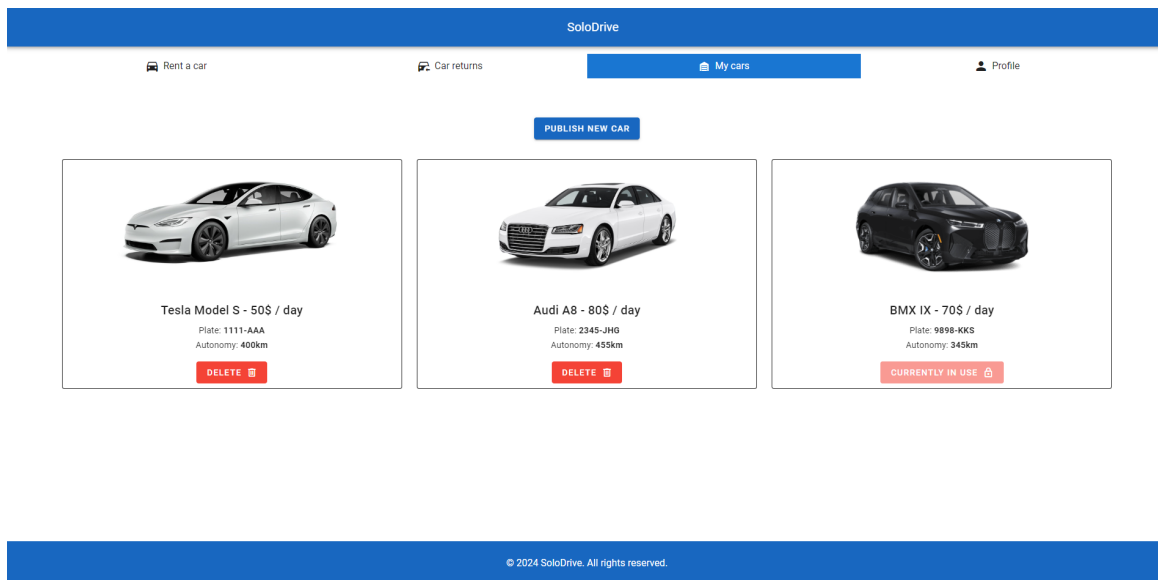 SoloDrive
Rent a car
Car returns
My cars
Profile
PUBLISH NEW CAR
Tesla Model S - 50$ / day
Plate: 1111-AAA
Autonomy: 400km
DELETE
Audi A8 - 80$ / day
Plate: 2345-JHG
Autonomy: 455km
DELETE
BMX IX - 70$ / day
Plate: 9898-KKS
Autonomy: 345km
CURRENTLY IN USE
© 2024 SoloDrive. All rights reserved.